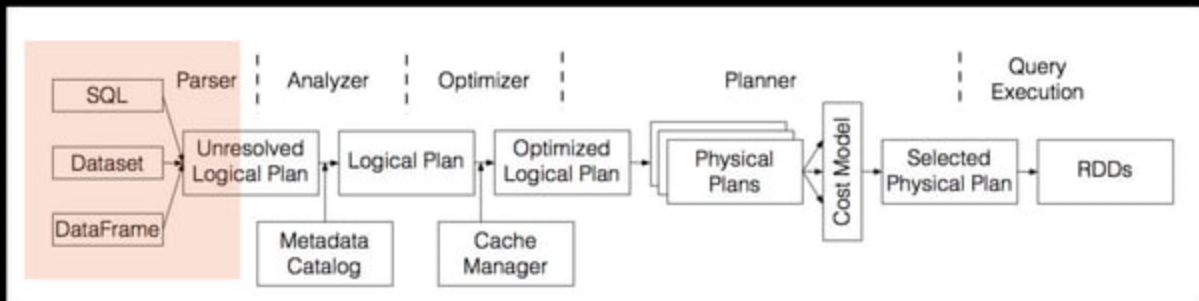 Parser
Analyzer
Optimizer
Planner
Query
Execution
SQL
Dataset
DataFrame
Unresolved
Logical Plan
Logical Plan
Optimized
Logical Plan
Physical
Plans
Cost Model
Selected
Physical Plan
RDDs
Metadata
Catalog
Cache
Manager